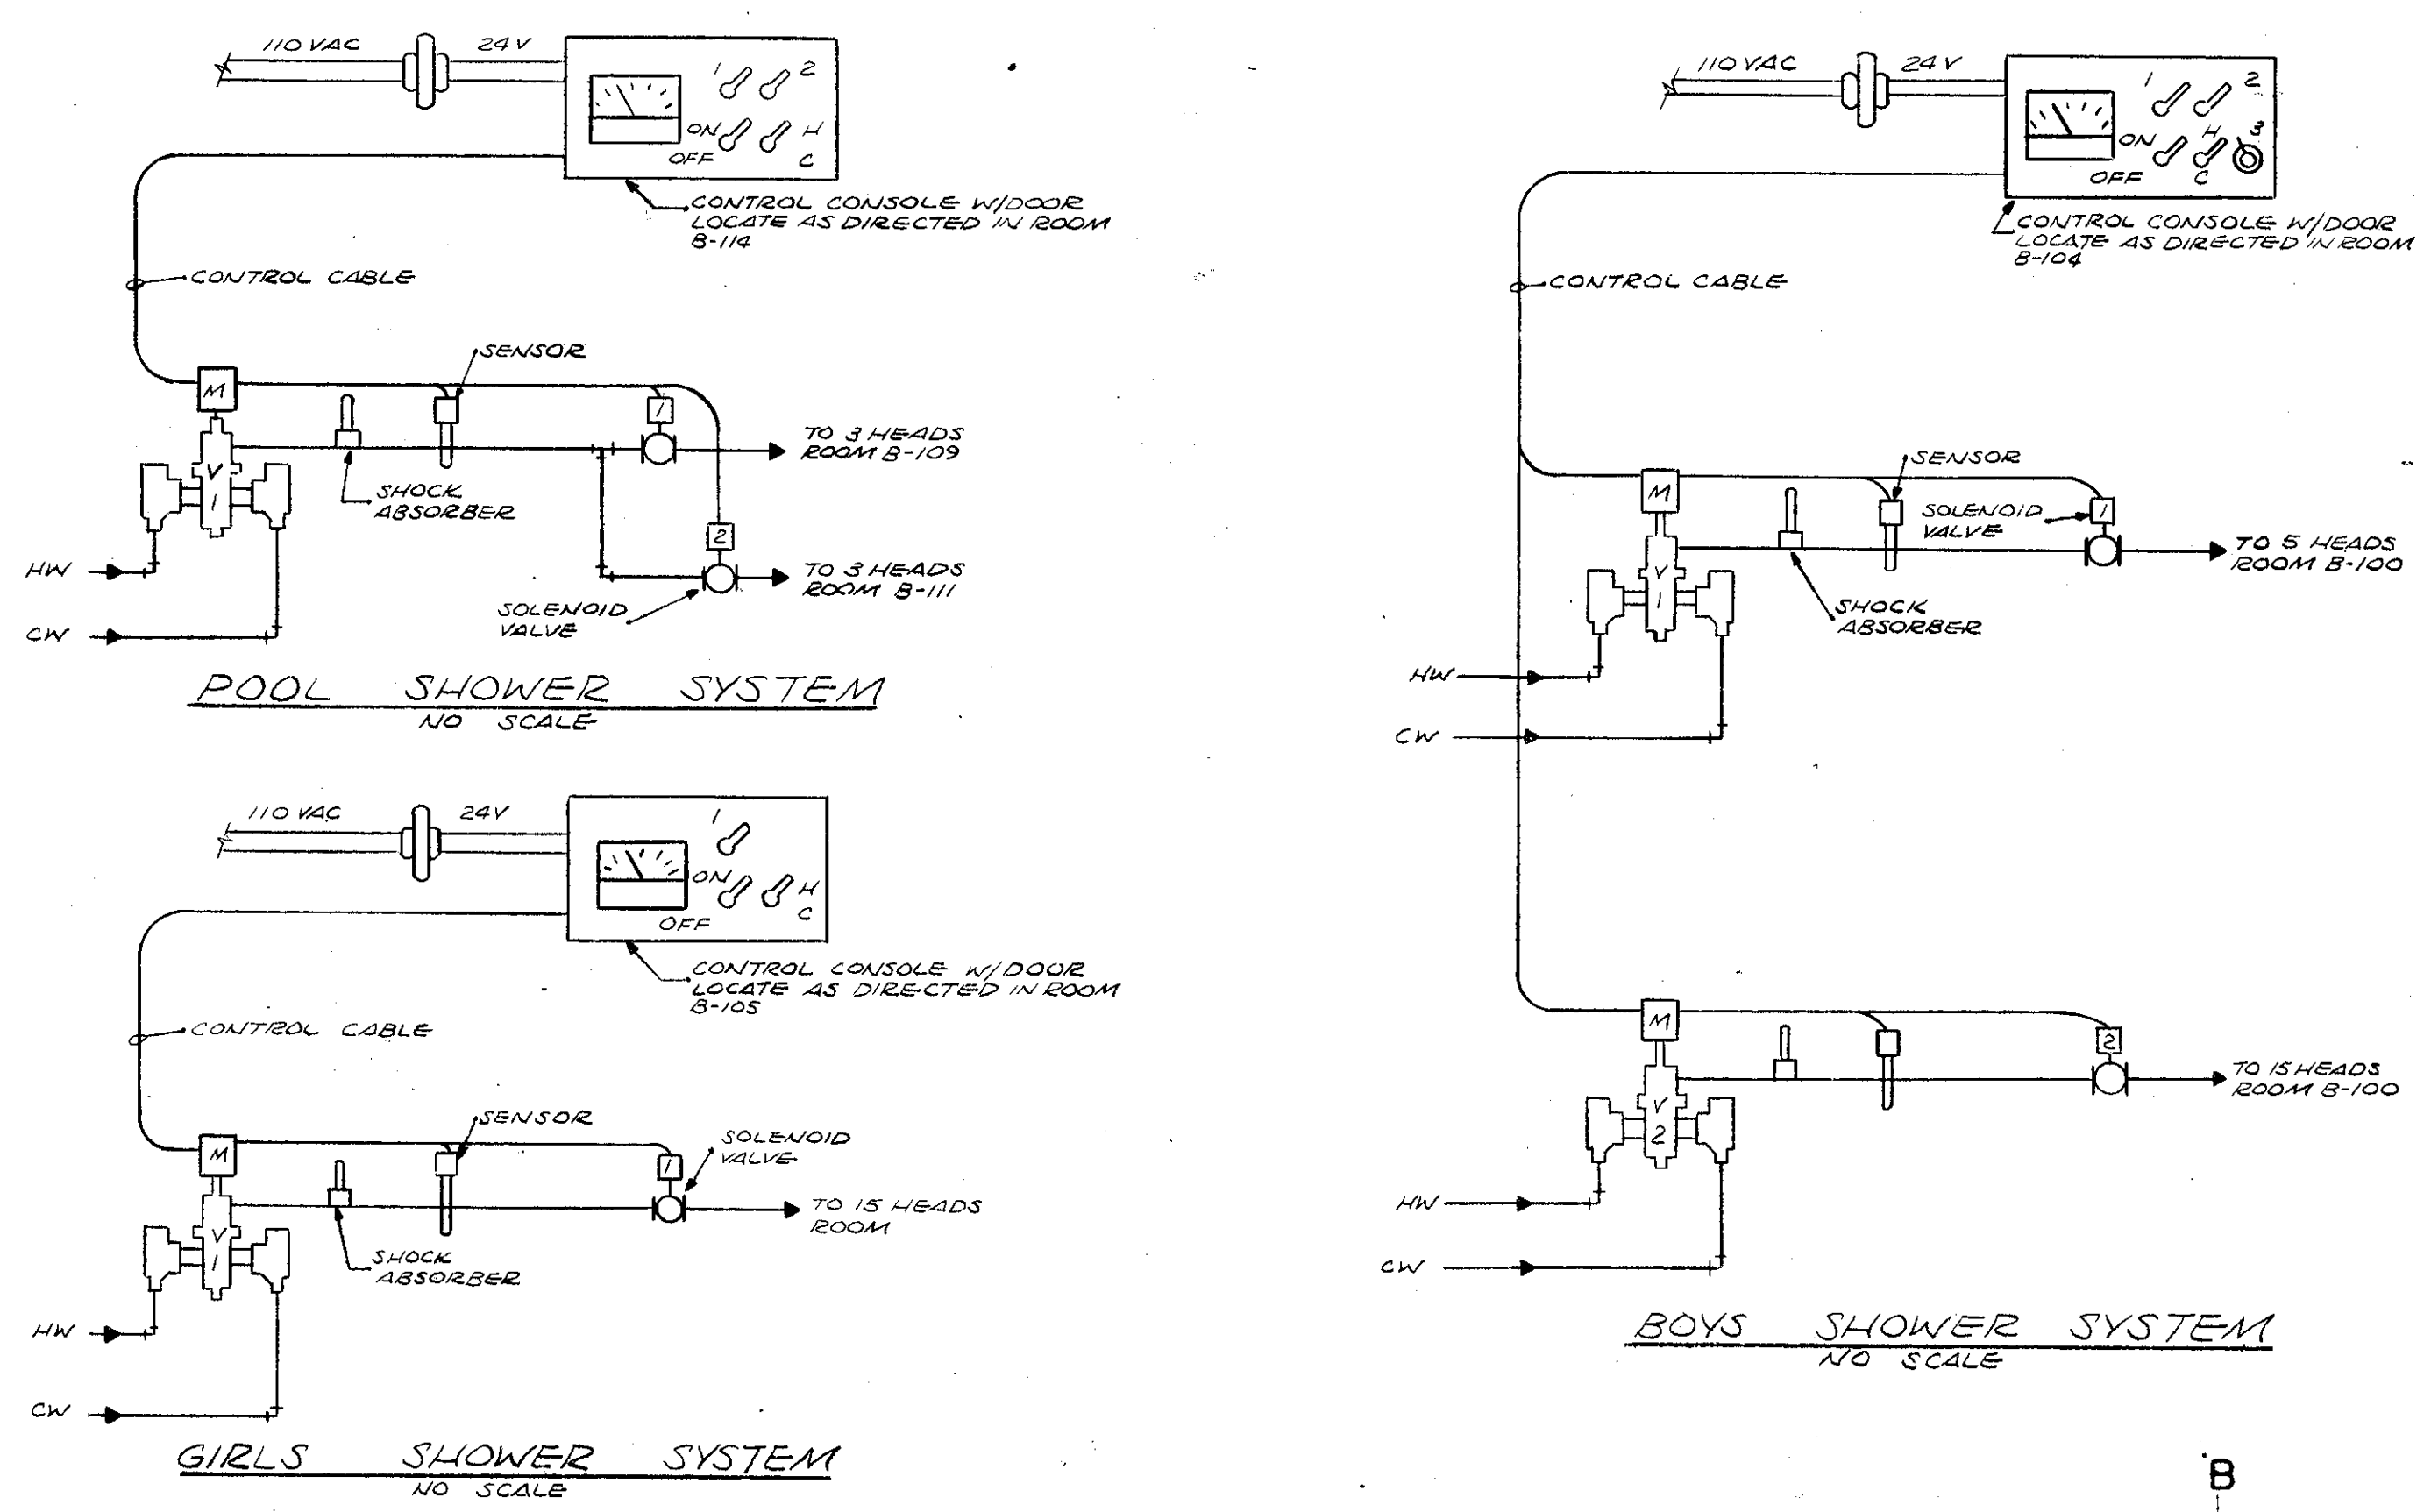 110 VAC
24V
1
2
ON
H
OFF
C
CONTROL CONSOLE W/DOOR
LOCATE AS DIRECTED IN ROOM
B-114
CONTROL CABLE
SENSOR
M
1
V
1
TO 3 HEADS
ROOM B-109
SHOCK
ABSORBER
2
HW
TO 3 HEADS
ROOM B-111
SOLENOID
VALVE
CW
POOL SHOWER SYSTEM
NO SCALE
110 VAC
24V
1
ON
H
C
OFF
CONTROL CONSOLE W/DOOR
LOCATE AS DIRECTED IN ROOM
B-105
CONTROL CABLE
SENSOR
SOLENOID
VALVE
M
1
V
1
TO 15 HEADS
ROOM
SHOCK
ABSORBER
HW
CW
GIRLS SHOWER SYSTEM
NO SCALE
110 VAC
24V
1
2
ON
H
3
OFF
C
CONTROL CONSOLE W/DOOR
LOCATE AS DIRECTED IN ROOM
B-104
CONTROL CABLE
SENSOR
M
SOLENOID
VALVE
1
V
1
TO 5 HEADS
ROOM B-100
SHOCK
ABSORBER
HW
CW
M
2
V
2
TO 15 HEADS
ROOM B-100
HW
CW
BOYS SHOWER SYSTEM
NO SCALE
B